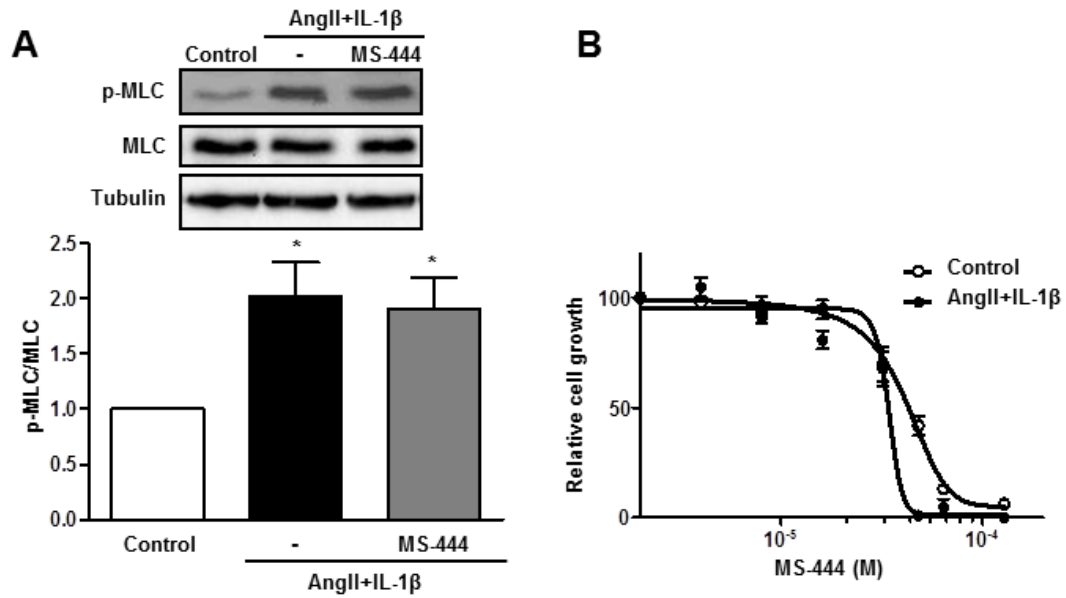 A
AngII+IL-1β
Control - MS-444
p-MLC
MLC
Tubulin
p-MLC/MLC
2.5
2.0
1.5
1.0
0.5
0.0
* *
Control - MS-444
AngII+IL-1β
B
Control
AngII+IL-1β
Relative cell growth
100
50
0
10-5 10-4
MS-444 (M)